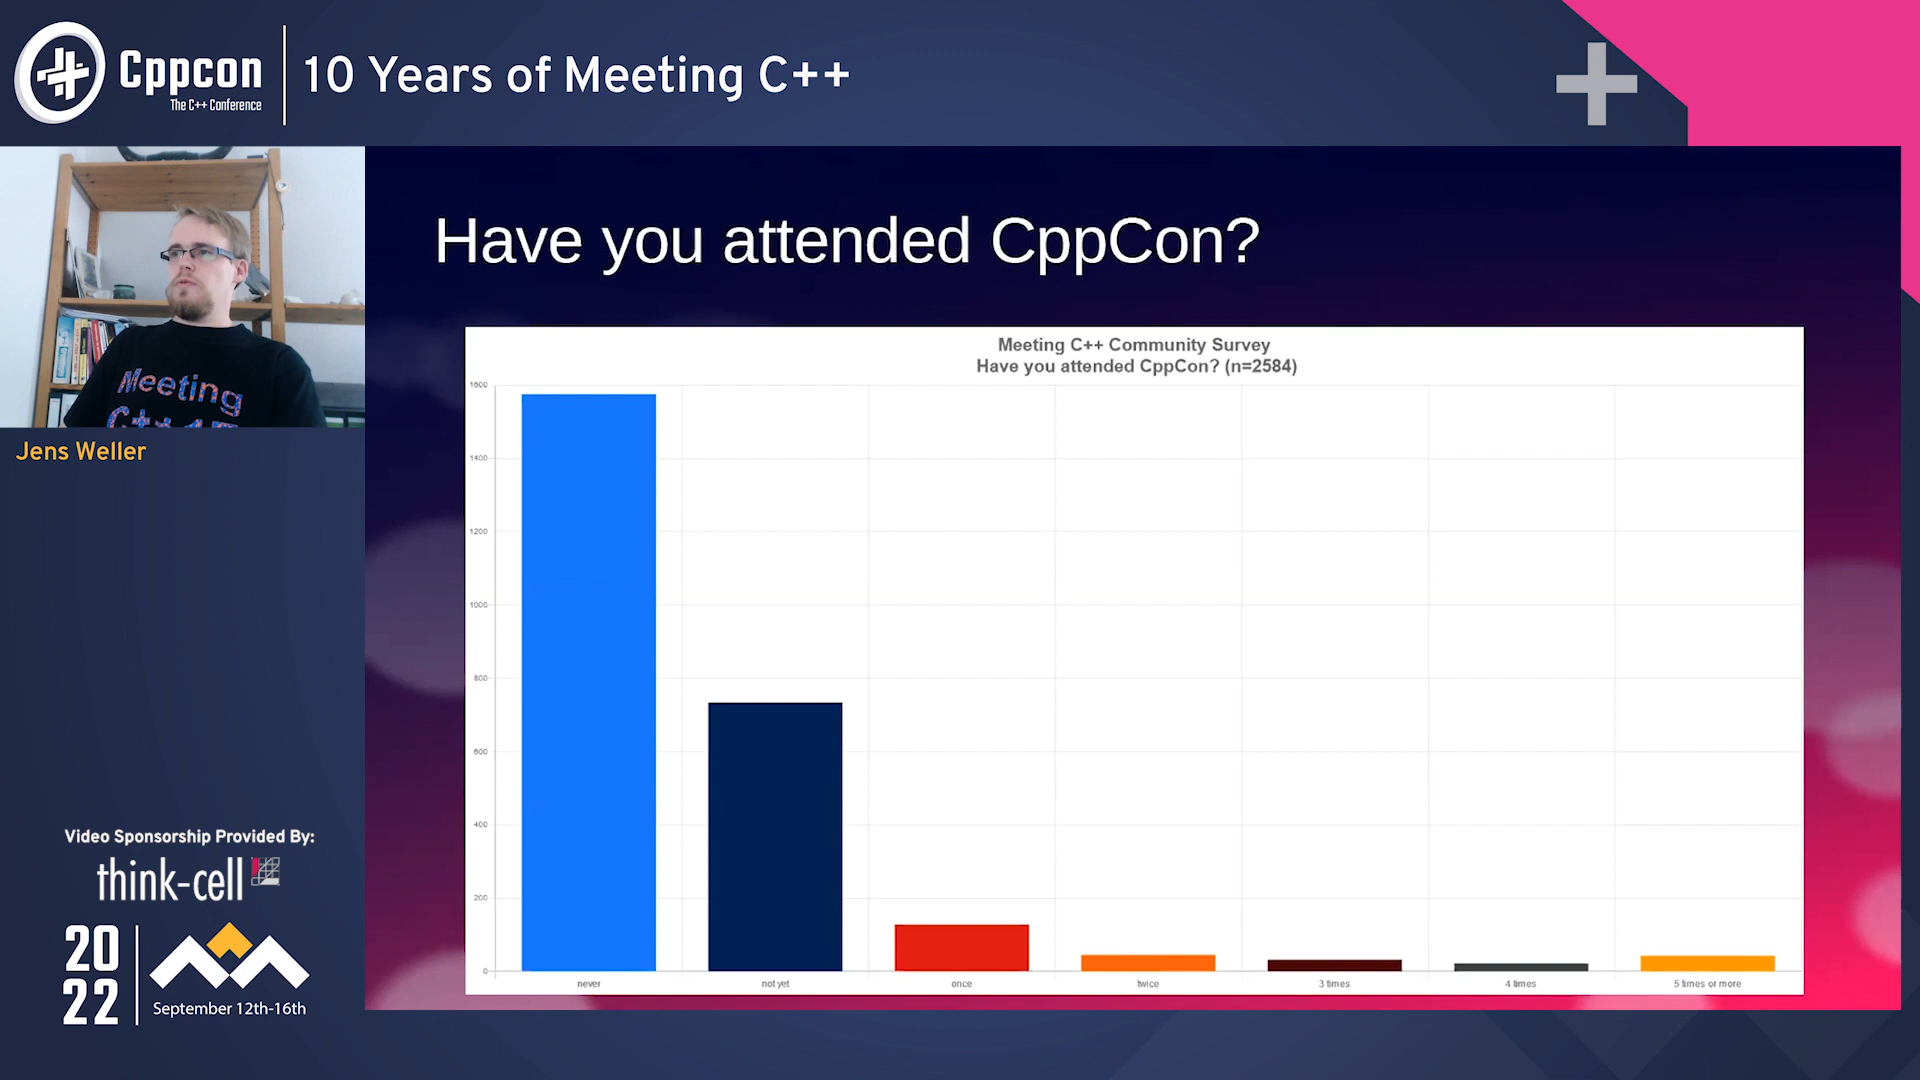 Cppcon
The C++ Conference
10 Years of Meeting C++
Meeting
Jens Weller
Have you attended CppCon?
Meeting C++ Community Survey
Have you attended CppCon? (n=2584)
1600
1400
1200
1000
800
600
400
200
0
never
not yet
once
twice
3 times
4 times
5 times or more
Video Sponsorship Provided By:
think-cell
20
22
September 12th-16th